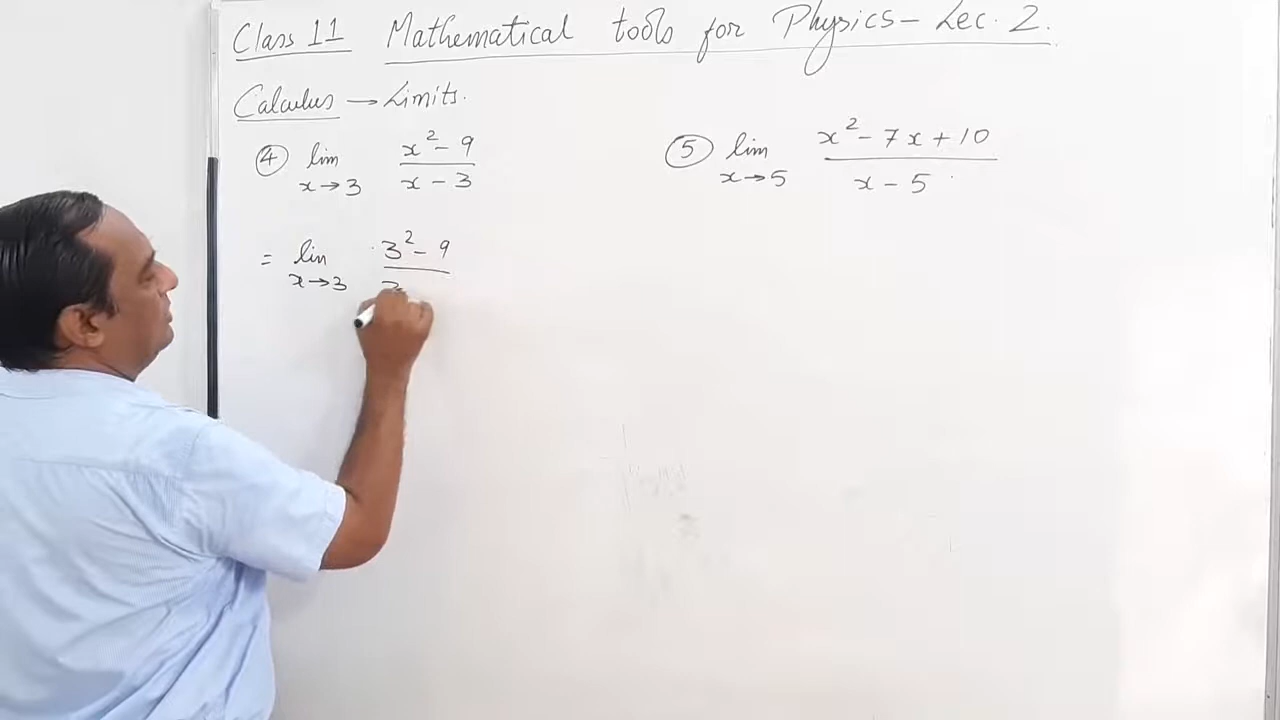 Class 11 Mathematical tools for Physics - Lec. 2.
Calculus → Limits.
④ lim x→3 x² - 9 / x - 3
⑤ lim x→5 x² - 7x + 10 / x - 5
= lim x→3 3² - 9 / 3